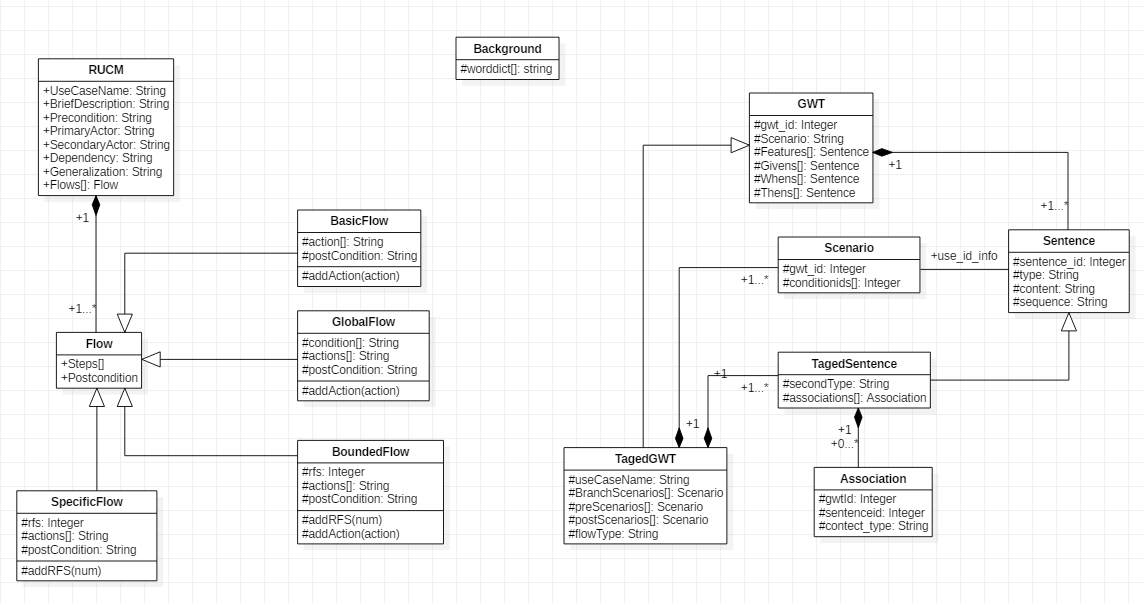 RUCM
+UseCaseName: String
+BriefDescription: String
+Precondition: String
+PrimaryActor: String
+SecondaryActor: String
+Dependency: String
+Generalization: String
+Flows[]: Flow
+1
+1...*
Flow
+Steps[]
+Postcondition
BasicFlow
#action[]: String
#postCondition: String
#addAction(action)
GlobalFlow
#condition[]: String
#actions[]: String
#postCondition: String
#addAction(action)
BoundedFlow
#rfs: Integer
#actions[]: String
#postCondition: String
#addRFS(num)
#addAction(action)
SpecificFlow
#rfs: Integer
#actions[]: String
#postCondition: String
#addRFS(num)
Background
#worddict[]: string
GWT
#gwt_id: Integer
#Scenario: String
#Features[]: Sentence
#Givens[]: Sentence
#Whens[]: Sentence
#Thens[]: Sentence
+1
+1...*
Sentence
#sentence_id: Integer
#type: String
#content: String
#sequence: String
Scenario
#gwt_id: Integer
#conditionids[]: Integer
+use_id_info
+1...*
TagedSentence
#secondType: String
#associations[]: Association
+1
+1...*
+1
+1
+0...*
TagedGWT
#useCaseName: String
#BranchScenarios[]: Scenario
#preScenarios[]: Scenario
#postScenarios[]: Scenario
#flowType: String
Association
#gwtId: Integer
#sentenceid: Integer
#contect_type: String